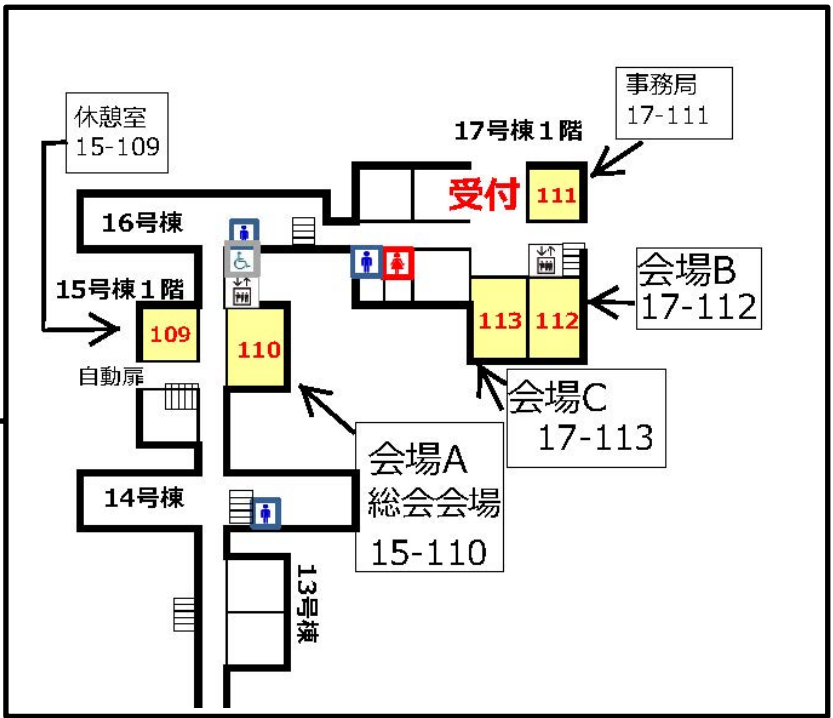 事務局
17-111
休憩室
15-109
17号棟１階
受付
111
16号棟
15号棟１階
会場B
17-112
109
110
113
112
自動扉
会場C
17-113
会場A
総会会場
15-110
14号棟
13号棟